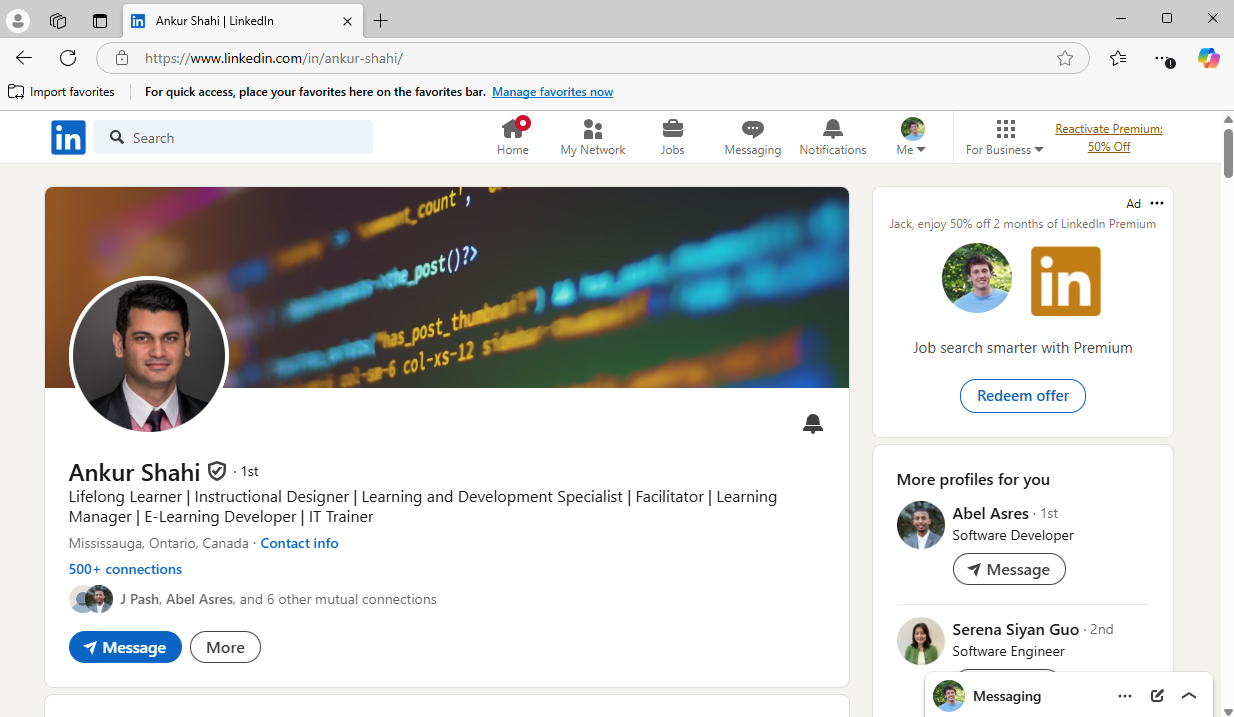 Ankur Shahi | LinkedIn
https://www.linkedin.com/in/ankur-shahi/
Import favorites
For quick access, place your favorites here on the favorites bar. Manage favorites now
in
Search
Home
My Network
Jobs
Messaging
Notifications
Me
For Business
Reactivate Premium:
50% Off
comment_count',
the_post()?>
"has_post_thumbnail")
col-sm-6 col-xs-12 sidebar
Ankur Shahi · 1st
Lifelong Learner | Instructional Designer | Learning and Development Specialist | Facilitator | Learning
Manager | E-Learning Developer | IT Trainer
Mississauga, Ontario, Canada · Contact info
500+ connections
J Pash, Abel Asres, and 6 other mutual connections
Message
More
Ad
Jack, enjoy 50% off 2 months of LinkedIn Premium
in
Job search smarter with Premium
Redeem offer
More profiles for you
Abel Asres · 1st
Software Developer
Message
Serena Siyan Guo · 2nd
Software Engineer
Messaging